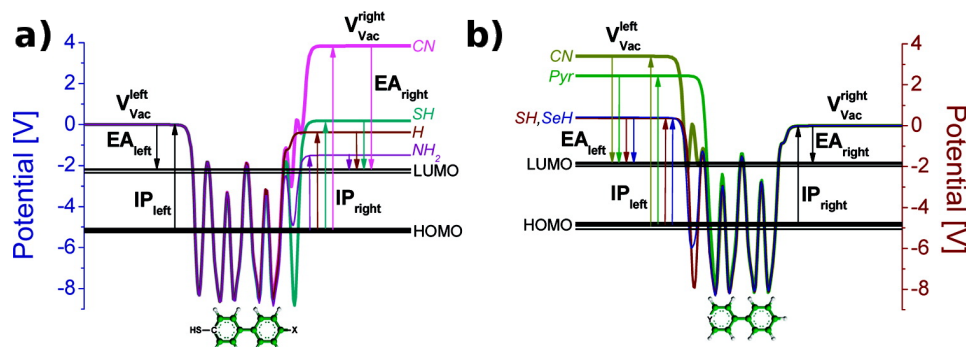 a)
Potential [V]
4
2
0
-2
-4
-6
-8
V_Vac^left
EA_left
IP_left
V_Vac^right
CN
EA_right
SH
H
NH₂
LUMO
IP_right
HOMO
HS
C
X
b)
CN
Pyr
SH,SeH
V_Vac^left
EA_left
LUMO
IP_left
HOMO
V_Vac^right
EA_right
IP_right
Y
4
2
0
-2
-4
-6
-8
Potential [V]